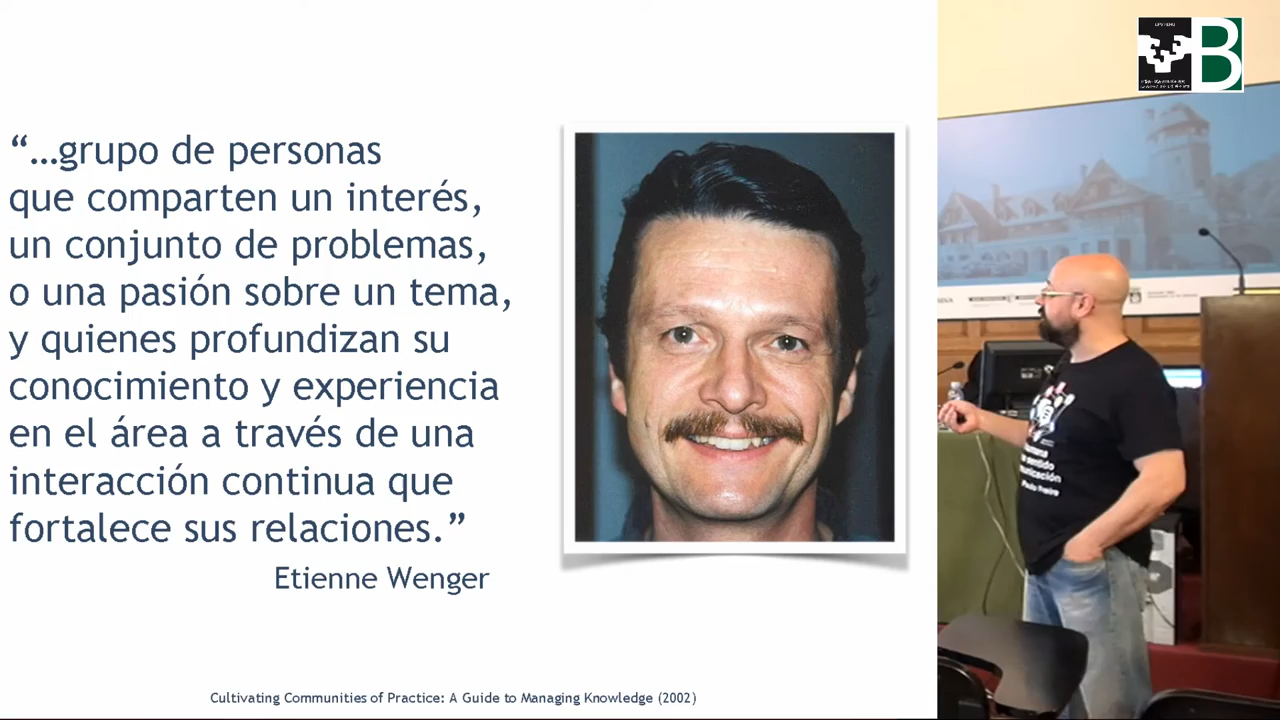 “…grupo de personas
que comparten un interés,
un conjunto de problemas,
o una pasión sobre un tema,
y quienes profundizan su
conocimiento y experiencia
en el área a través de una
interacción continua que
fortalece sus relaciones.”
Etienne Wenger
Cultivating Communities of Practice: A Guide to Managing Knowledge (2002)
B
Paulo Freire